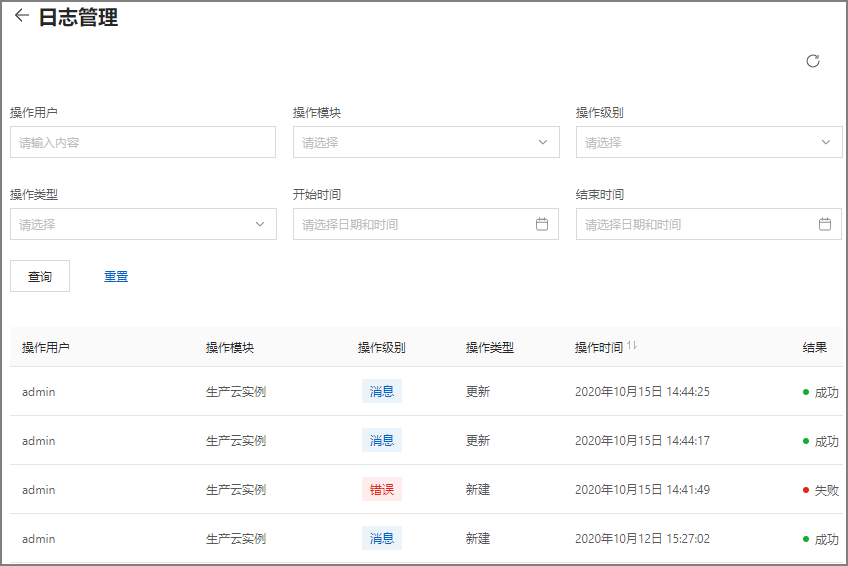 日志管理
操作用户 操作模块 操作级别
请输入内容 请选择 请选择
操作类型 开始时间 结束时间
请选择 请选择日期和时间 请选择日期和时间
查询 重置
操作用户 操作模块 操作级别 操作类型 操作时间 结果
admin 生产云实例 消息 更新 2020年10月15日 14:44:25 成功
admin 生产云实例 消息 更新 2020年10月15日 14:44:17 成功
admin 生产云实例 错误 新建 2020年10月15日 14:41:49 失败
admin 生产云实例 消息 新建 2020年10月12日 15:27:02 成功